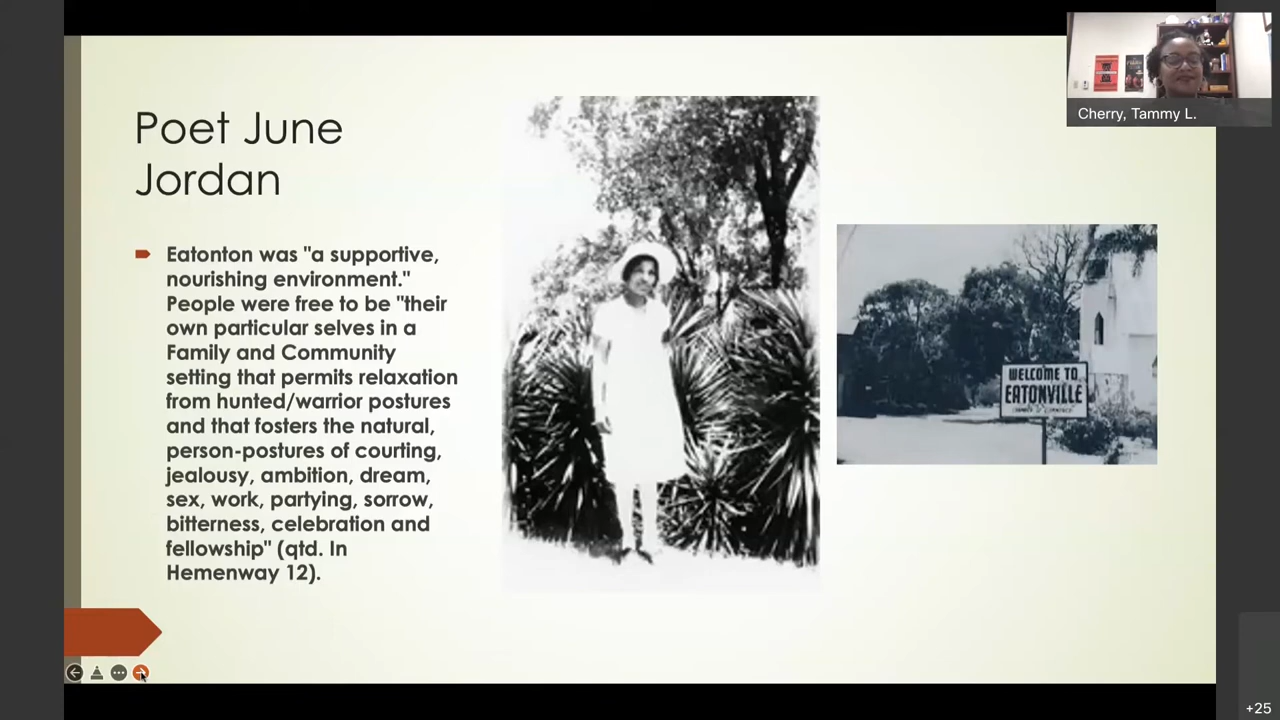 Poet June
Jordan
Eatonton was "a supportive,
nourishing environment."
People were free to be "their
own particular selves in a
Family and Community
setting that permits relaxation
from hunted/warrior postures
and that fosters the natural,
person-postures of courting,
jealousy, ambition, dream,
sex, work, partying, sorrow,
bitterness, celebration and
fellowship" (qtd. In
Hemenway 12).
WELCOME TO
EATONVILLE
Cherry, Tammy L.
+25